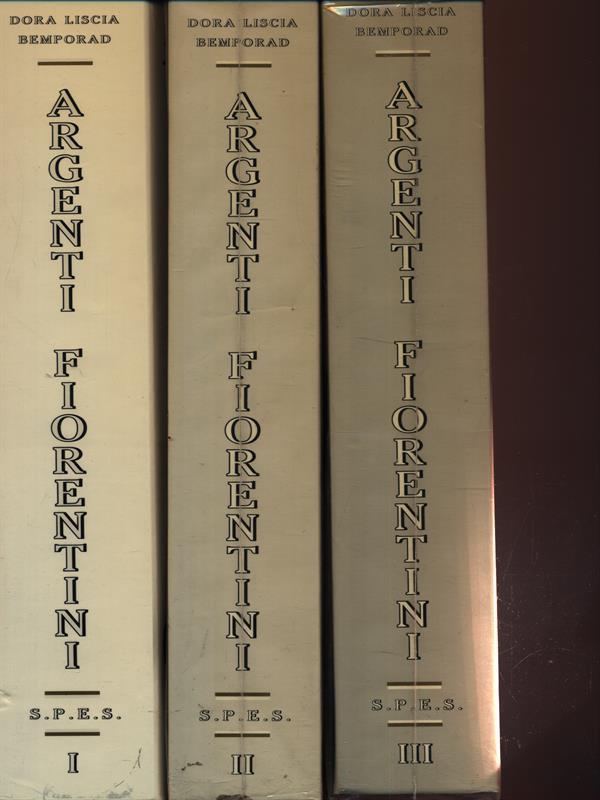 DORA LISCIA
BEMPORAD
ARGENTI FIORENTINI
S.P.E.S.
I
DORA LISCIA
BEMPORAD
ARGENTI FIORENTINI
S.P.E.S.
II
DORA LISCIA
BEMPORAD
ARGENTI FIORENTINI
S.P.E.S.
III